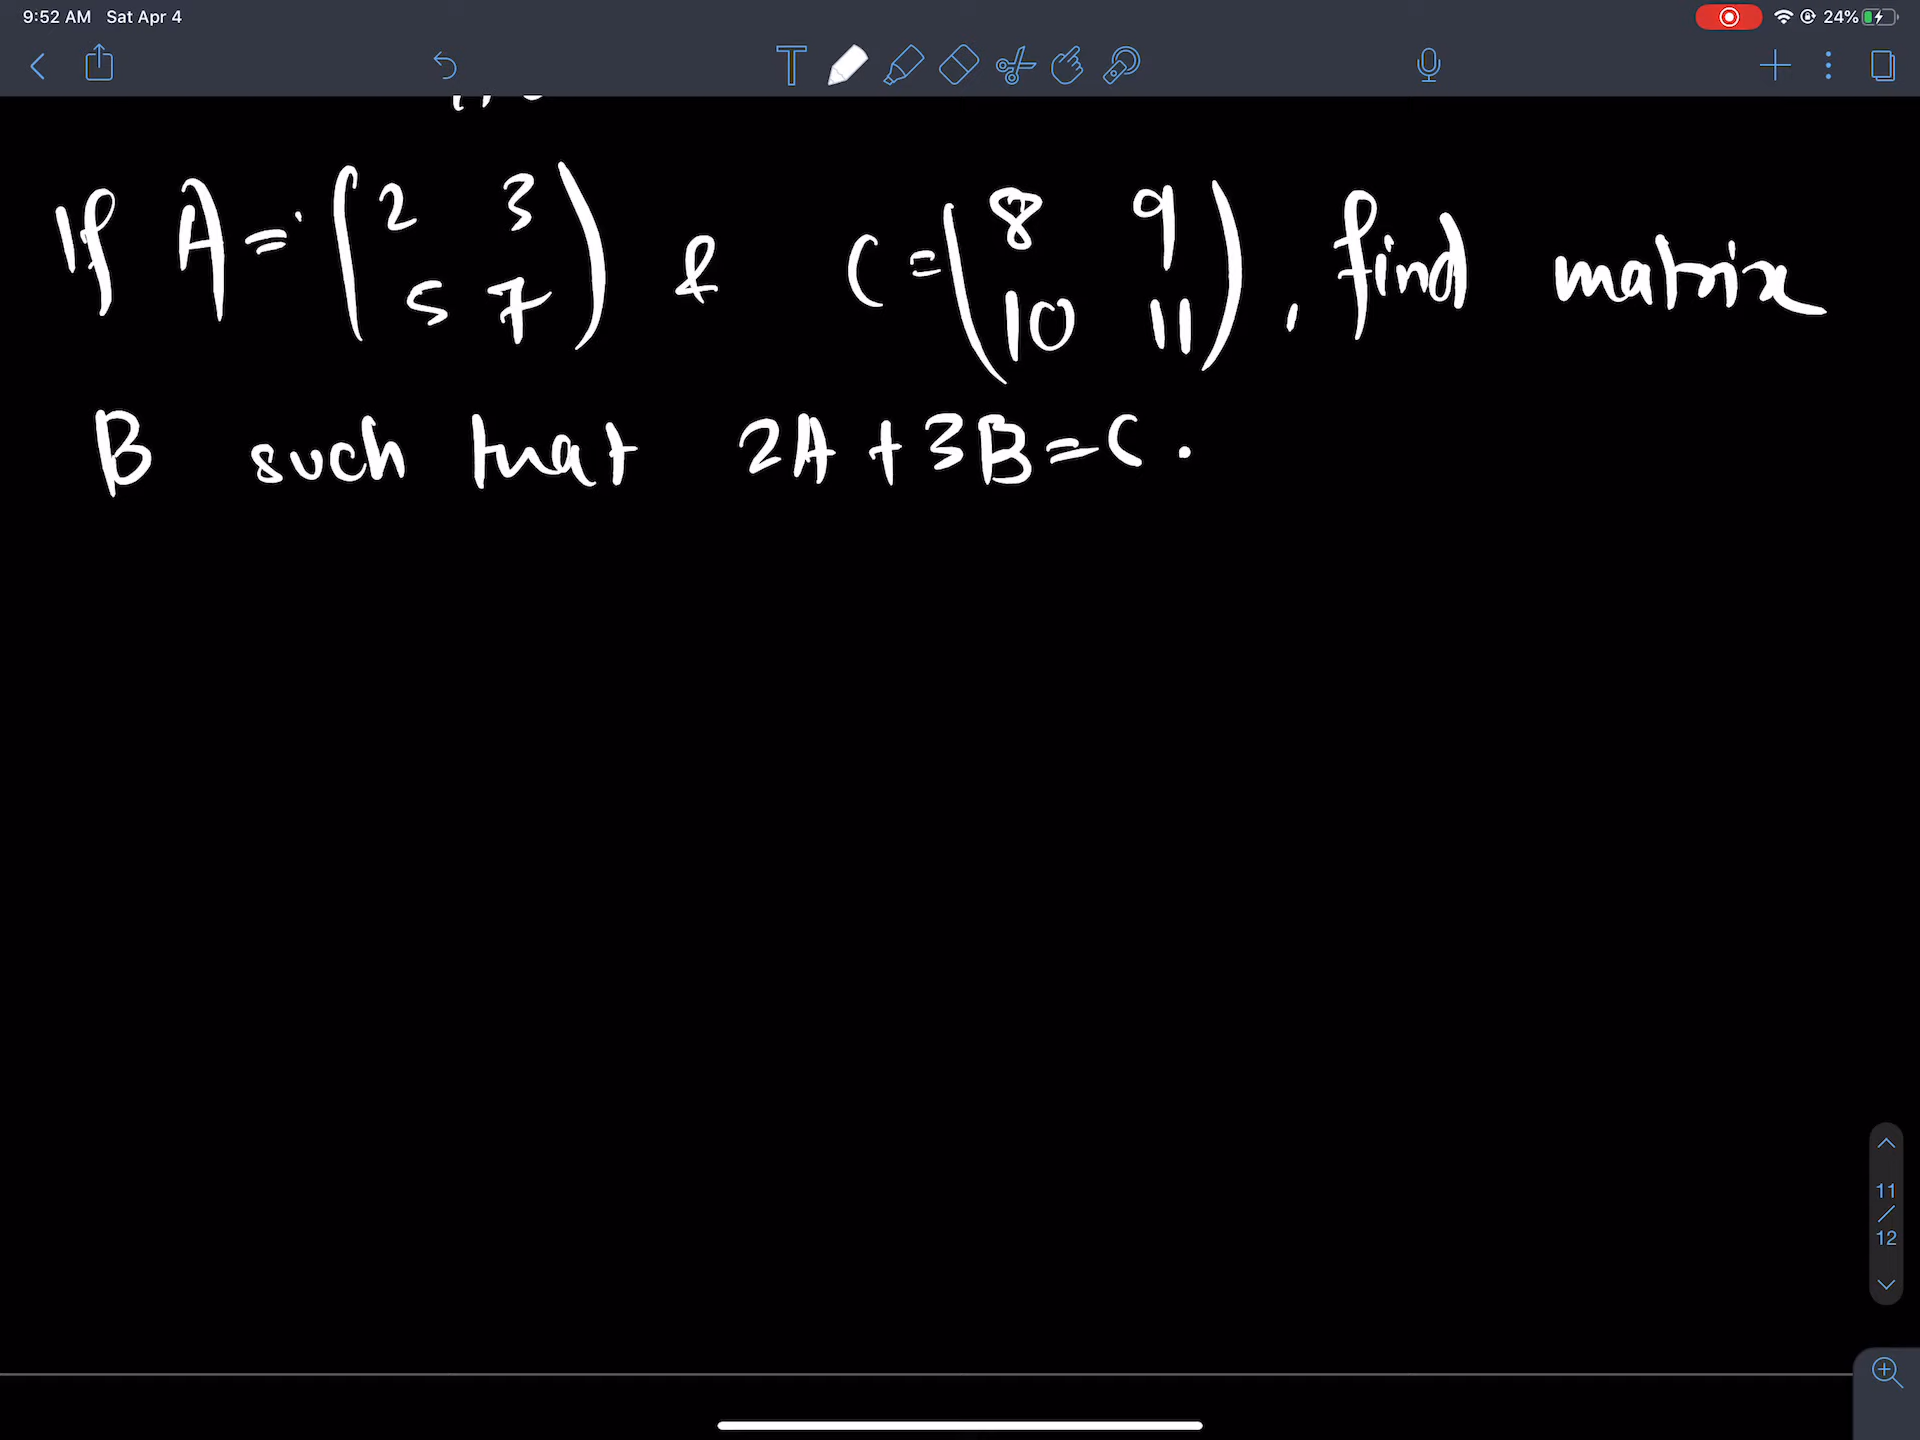 9:52 AM Sat Apr 4 24%
If A = (2 3 & C = (8 9 , find matrix
5 7) 10 11)
B such that 2A + 3B = C .
11
/
12